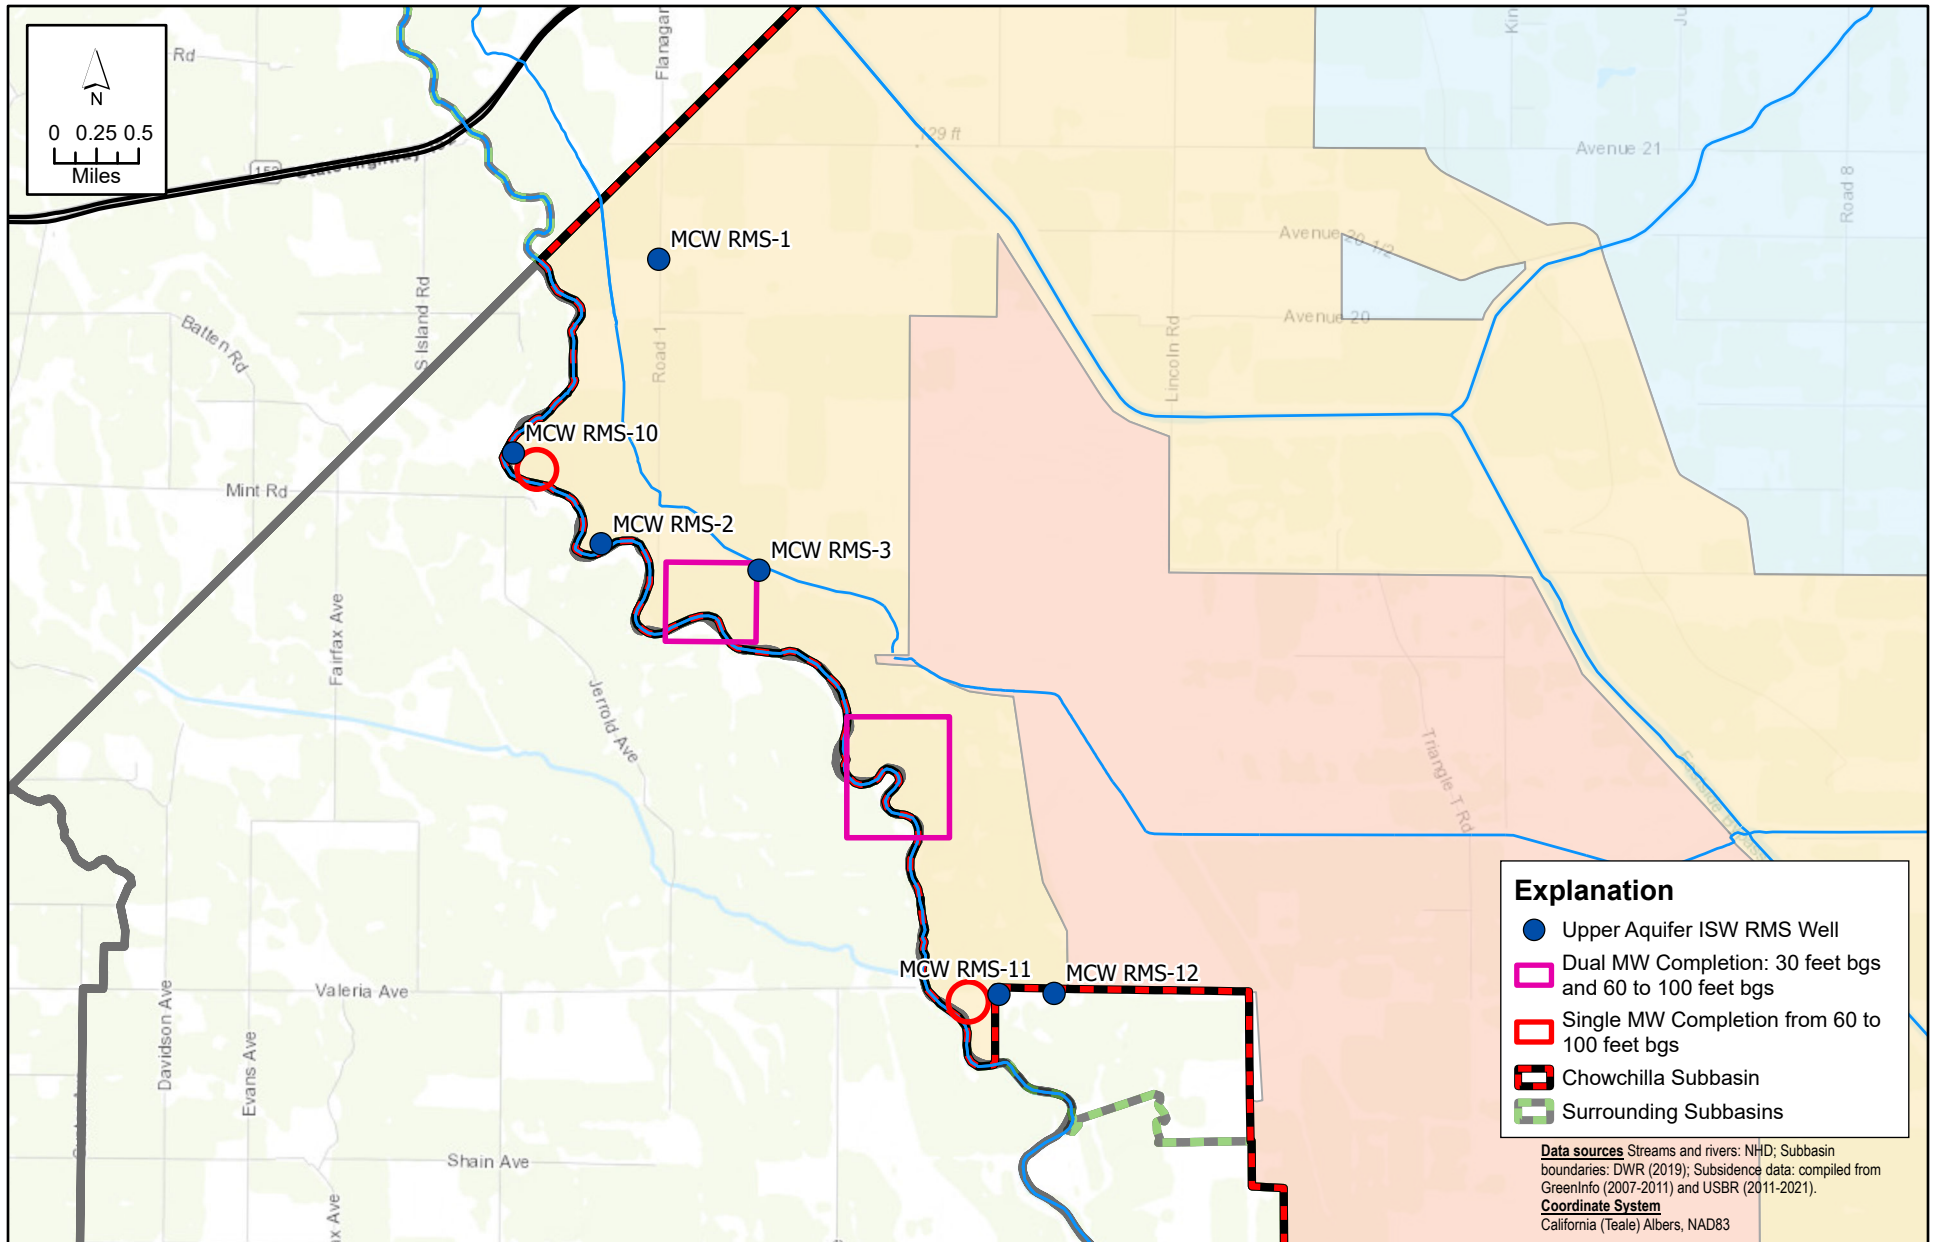 N
0 0.25 0.5
Miles
Rd
Flanagan
152
State Highway
129 ft
Avenue 21
Road 8
Avenue 20-1/2
Avenue 20
MCW RMS-1
S Island Rd
Batten Rd
Road 1
Lincoln Rd
MCW RMS-10
Mint Rd
MCW RMS-2
MCW RMS-3
Fairfax Ave
Jerrold Ave
Triangle T Rd
MCW RMS-11
MCW RMS-12
Valeria Ave
Davidson Ave
Evans Ave
Shain Ave
Explanation
Upper Aquifer ISW RMS Well
Dual MW Completion: 30 feet bgs
and 60 to 100 feet bgs
Single MW Completion from 60 to
100 feet bgs
Chowchilla Subbasin
Surrounding Subbasins
Data sources Streams and rivers: NHD; Subbasin
boundaries: DWR (2019); Subsidence data: compiled from
GreenInfo (2007-2011) and USBR (2011-2021).
Coordinate System
California (Teale) Albers, NAD83